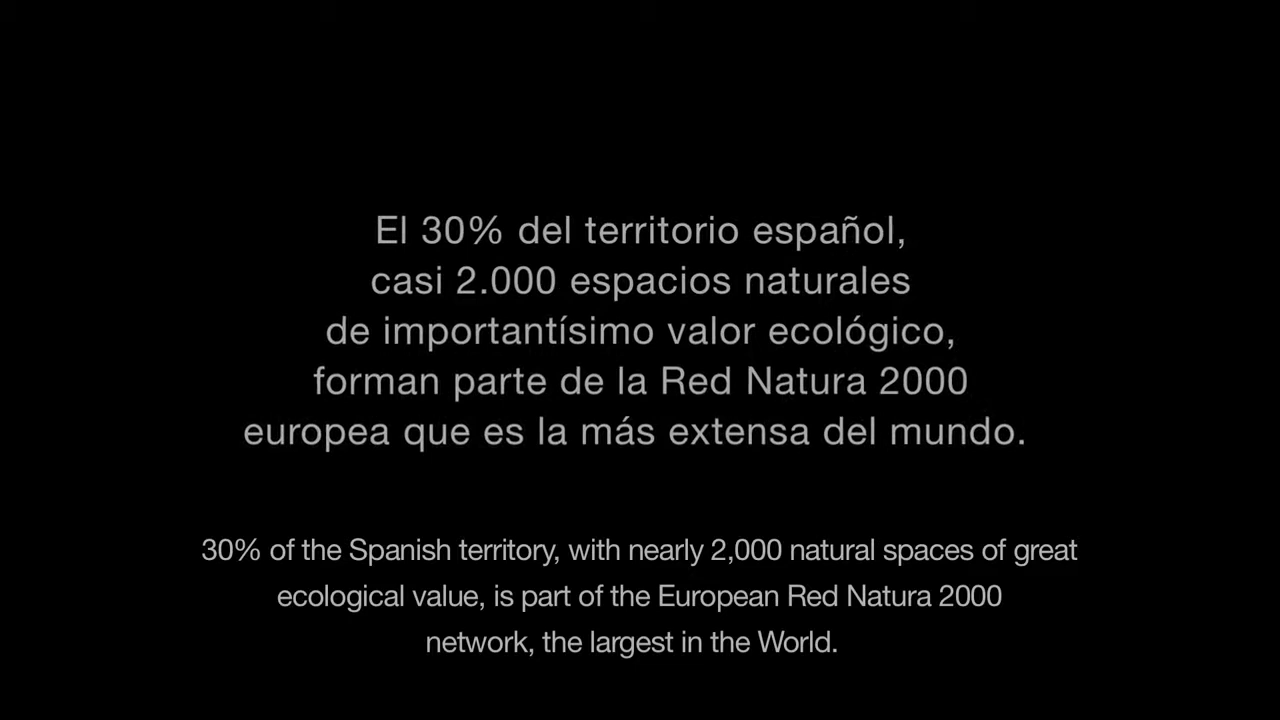 El 30% del territorio español,
casi 2.000 espacios naturales
de importantísimo valor ecológico,
forman parte de la Red Natura 2000
europea que es la más extensa del mundo.
30% of the Spanish territory, with nearly 2,000 natural spaces of great
ecological value, is part of the European Red Natura 2000
network, the largest in the World.